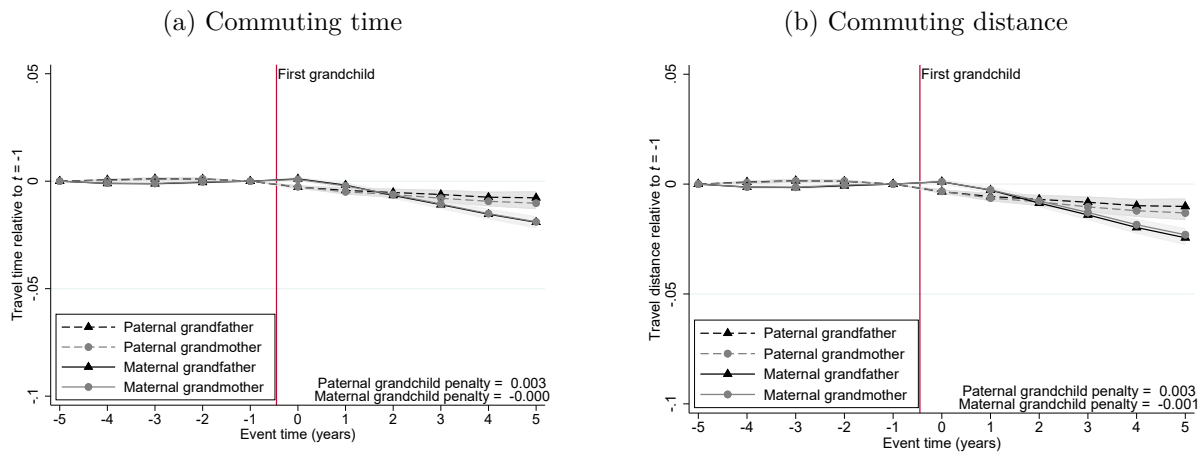 (a) Commuting time
.05
0
-.05
-.1
Travel time relative to t = -1
First grandchild
Paternal grandfather
Paternal grandmother
Maternal grandfather
Maternal grandmother
Paternal grandchild penalty = 0.003
Maternal grandchild penalty = -0.000
-5 -4 -3 -2 -1 0 1 2 3 4 5
Event time (years)
(b) Commuting distance
.05
0
-.05
-.1
Travel distance relative to t = -1
First grandchild
Paternal grandfather
Paternal grandmother
Maternal grandfather
Maternal grandmother
Paternal grandchild penalty = 0.003
Maternal grandchild penalty = -0.001
-5 -4 -3 -2 -1 0 1 2 3 4 5
Event time (years)